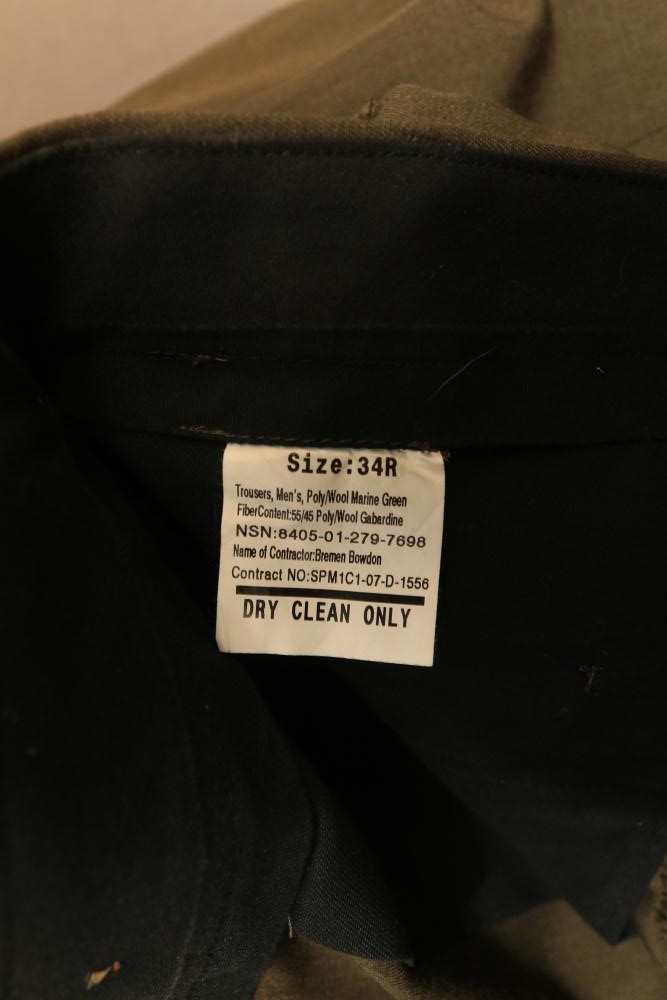 Size:34R
Trousers, Men's, Poly/Wool Marine Green
FiberContent:55/45 Poly/Wool Gabardine
NSN:8405-01-279-7698
Name of Contractor:Bremen Bowdon
Contract NO:SPM1C1-07-D-1556
DRY CLEAN ONLY